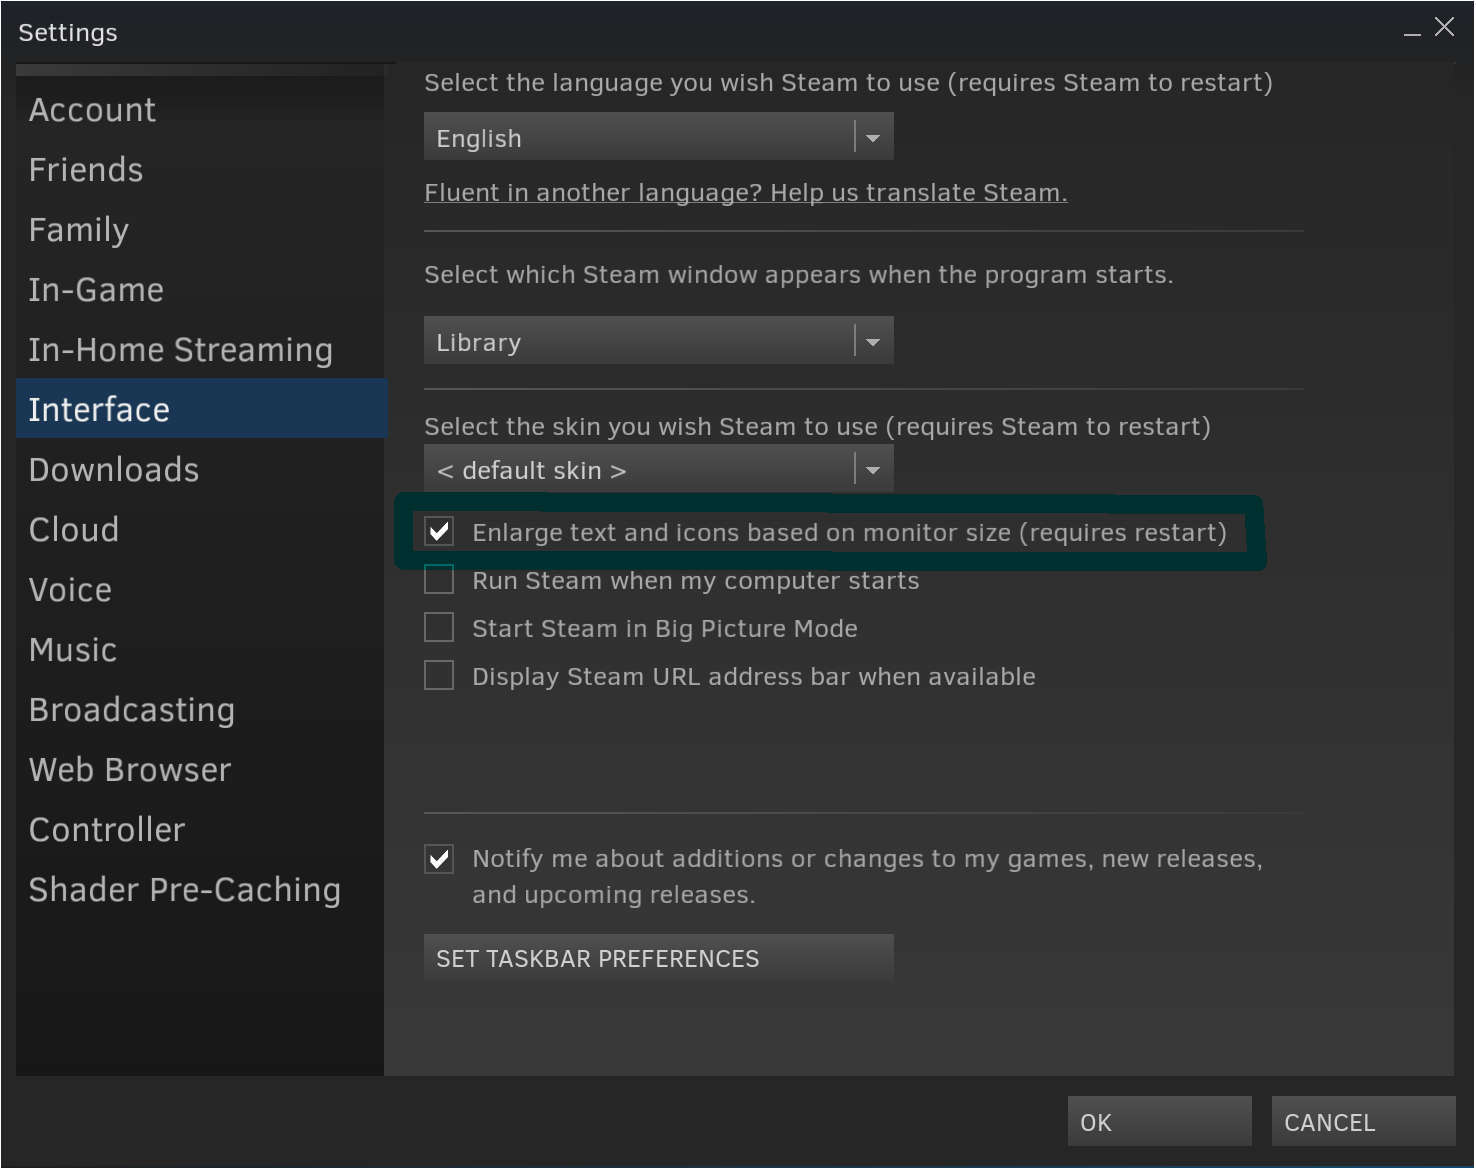 Settings
Account
Friends
Family
In-Game
In-Home Streaming
Interface
Downloads
Cloud
Voice
Music
Broadcasting
Web Browser
Controller
Shader Pre-Caching
Select the language you wish Steam to use (requires Steam to restart)
English
Fluent in another language? Help us translate Steam.
Select which Steam window appears when the program starts.
Library
Select the skin you wish Steam to use (requires Steam to restart)
< default skin >
Enlarge text and icons based on monitor size (requires restart)
Run Steam when my computer starts
Start Steam in Big Picture Mode
Display Steam URL address bar when available
Notify me about additions or changes to my games, new releases,
and upcoming releases.
SET TASKBAR PREFERENCES
OK
CANCEL